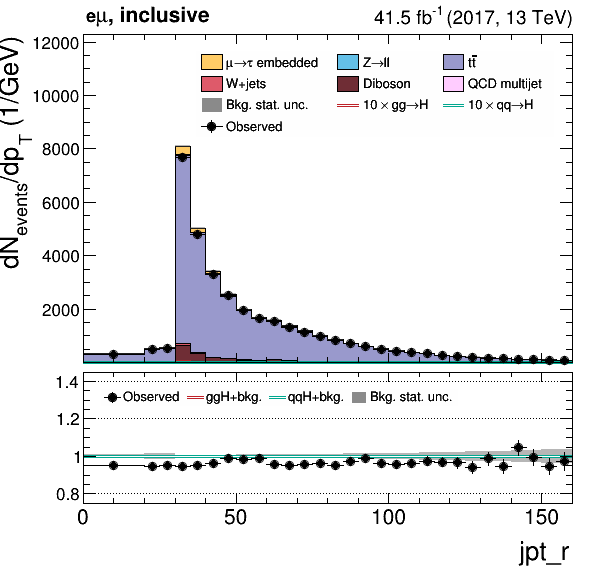 eμ, inclusive 41.5 fb⁻¹ (2017, 13 TeV)
dN_events/dp_T (1/GeV)
12000
10000
8000
6000
4000
2000
μ→τ embedded Z→ll tt̄
W+jets Diboson QCD multijet
Bkg. stat. unc. 10 × gg→H 10 × qq→H
Observed
1.4
1.2
1
0.8
Observed ggH+bkg. qqH+bkg. Bkg. stat. unc.
0 50 100 150
jpt_r